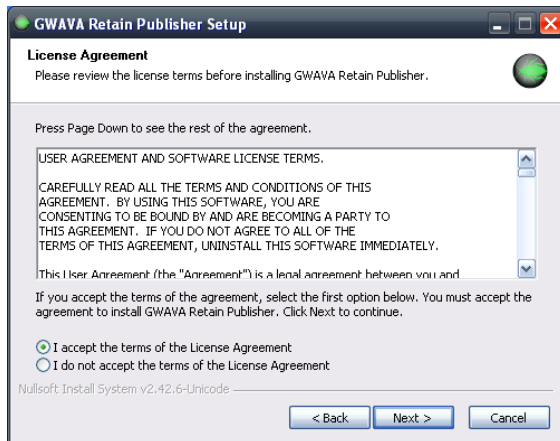 GWAVA Retain Publisher Setup
License Agreement
Please review the license terms before installing GWAVA Retain Publisher.
Press Page Down to see the rest of the agreement.
USER AGREEMENT AND SOFTWARE LICENSE TERMS.
CAREFULLY READ ALL THE TERMS AND CONDITIONS OF THIS
AGREEMENT.  BY USING THIS SOFTWARE, YOU ARE
CONSENTING TO BE BOUND BY AND ARE BECOMING A PARTY TO
THIS AGREEMENT.  IF YOU DO NOT AGREE TO ALL OF THE
TERMS OF THIS AGREEMENT, UNINSTALL THIS SOFTWARE IMMEDIATELY.
This User Agreement (the "Agreement") is a legal agreement between you and
If you accept the terms of the agreement, select the first option below. You must accept the
agreement to install GWAVA Retain Publisher. Click Next to continue.
I accept the terms of the License Agreement
I do not accept the terms of the License Agreement
Nullsoft Install System v2.42.6-Unicode
< Back Next > Cancel